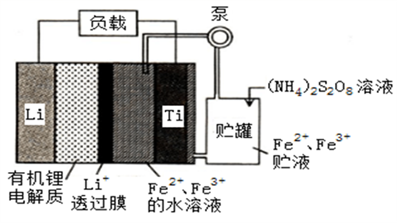 负载
泵
(NH₄)₂S₂O₈溶液
Li
Ti
贮罐
Fe²⁺、Fe³⁺
贮液
有机锂
电解质
Li⁺
透过膜
Fe²⁺、Fe³⁺
的水溶液